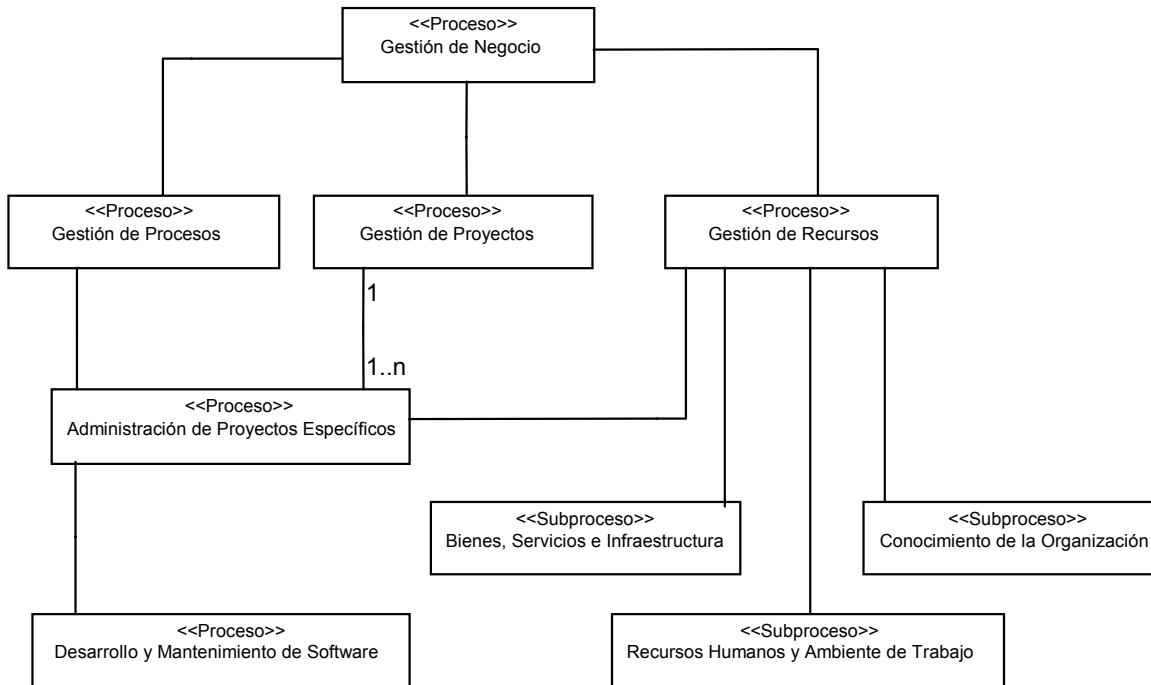 <<Proceso>>
Gestión de Negocio
<<Proceso>>
Gestión de Procesos
<<Proceso>>
Gestión de Proyectos
<<Proceso>>
Gestión de Recursos
1
1..n
<<Proceso>>
Administración de Proyectos Específicos
<<Subproceso>>
Bienes, Servicios e Infraestructura
<<Subproceso>>
Conocimiento de la Organización
<<Proceso>>
Desarrollo y Mantenimiento de Software
<<Subproceso>>
Recursos Humanos y Ambiente de Trabajo